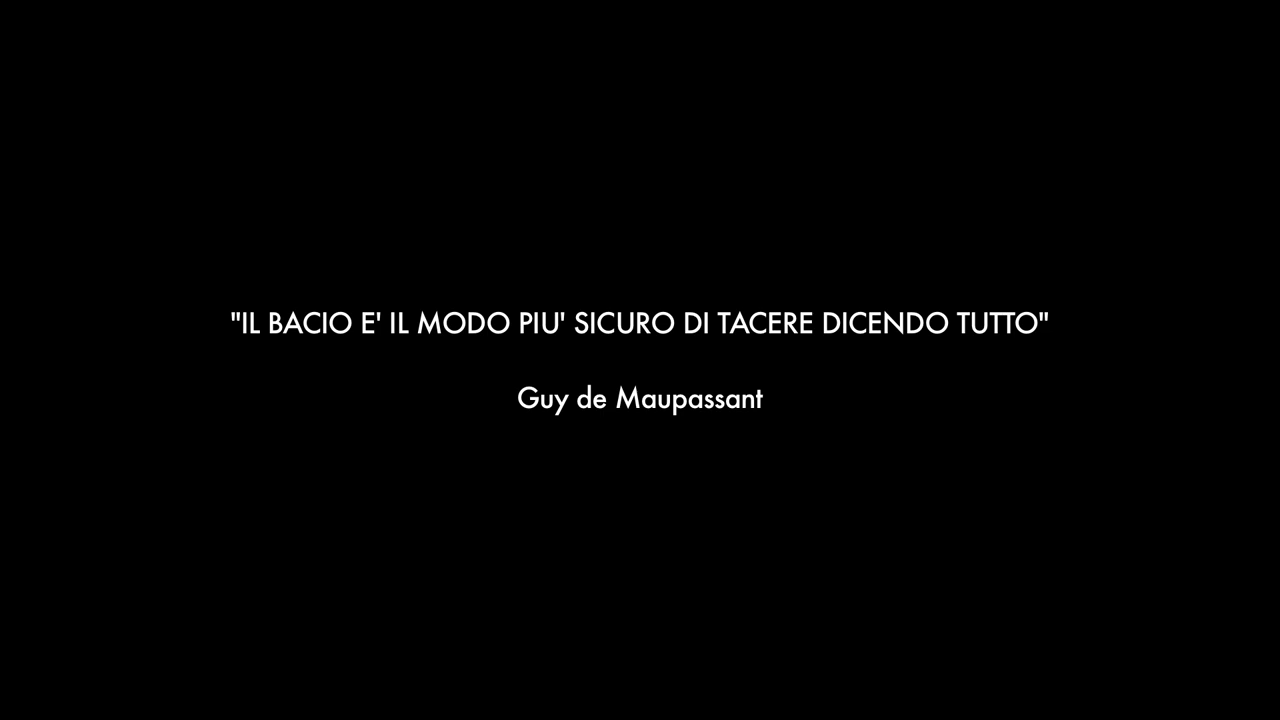 "IL BACIO E' IL MODO PIU' SICURO DI TACERE DICENDO TUTTO"
Guy de Maupassant